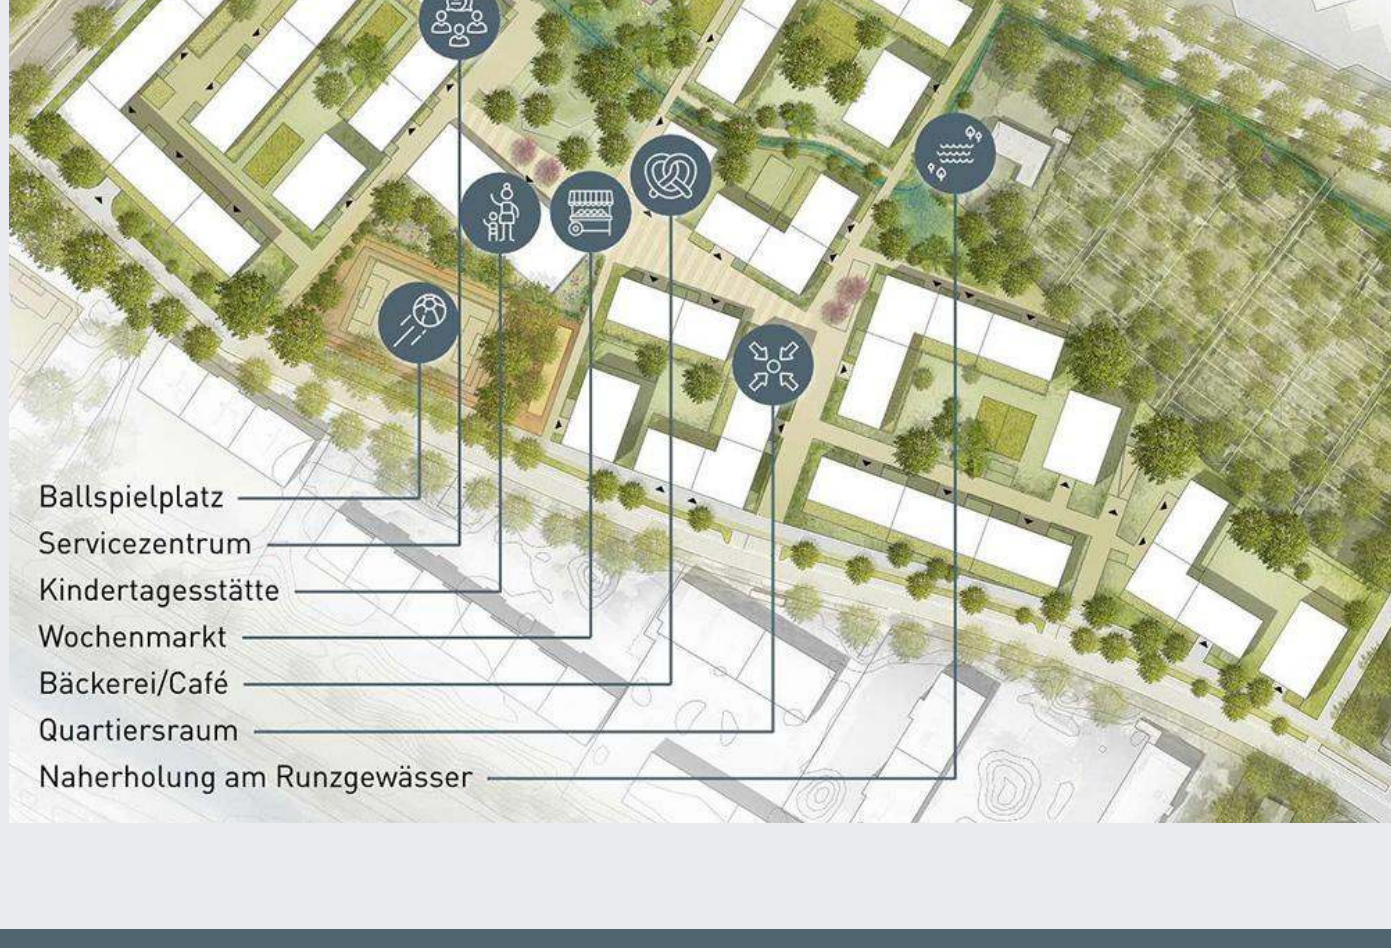 Ballspielplatz
Servicezentrum
Kindertagesstätte
Wochenmarkt
Bäckerei/Café
Quartiersraum
Naherholung am Runzgewässer